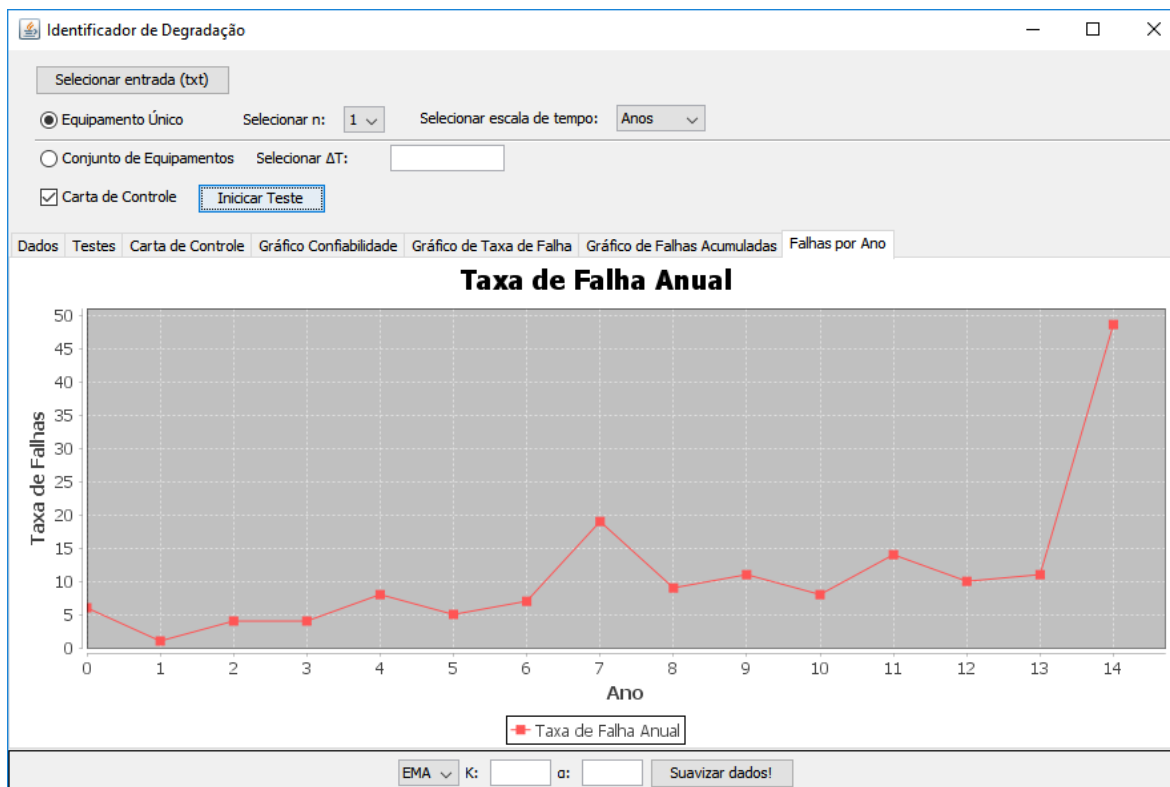 Identificador de Degradação
Selecionar entrada (txt)
Equipamento Único Selecionar n: 1 Selecionar escala de tempo: Anos
Conjunto de Equipamentos Selecionar ΔT:
Carta de Controle Inicicar Teste
Dados Testes Carta de Controle Gráfico Confiabilidade Gráfico de Taxa de Falha Gráfico de Falhas Acumuladas Falhas por Ano
Taxa de Falha Anual
Taxa de Falhas
50
45
40
35
30
25
20
15
10
5
0
0 1 2 3 4 5 6 7 8 9 10 11 12 13 14
Ano
Taxa de Falha Anual
EMA K: α: Suavizar dados!